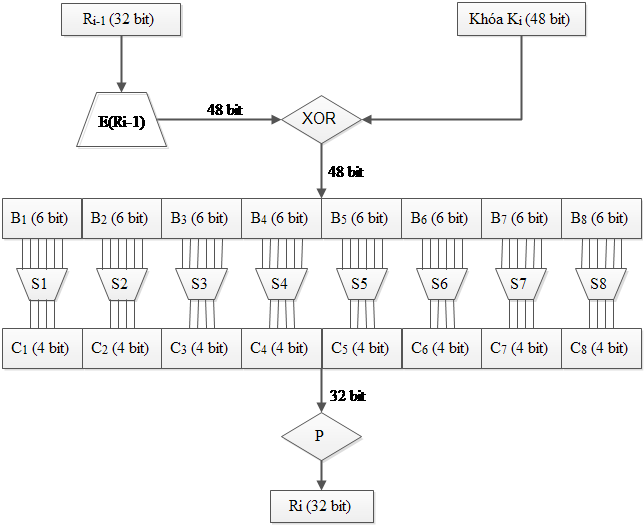 Ri-1 (32 bit)
Khóa Ki (48 bit)
E(Ri-1)
48 bit
XOR
48 bit
B1 (6 bit) B2 (6 bit) B3 (6 bit) B4 (6 bit) B5 (6 bit) B6 (6 bit) B7 (6 bit) B8 (6 bit)
S1 S2 S3 S4 S5 S6 S7 S8
C1 (4 bit) C2 (4 bit) C3 (4 bit) C4 (4 bit) C5 (4 bit) C6 (4 bit) C7 (4 bit) C8 (4 bit)
32 bit
P
Ri (32 bit)